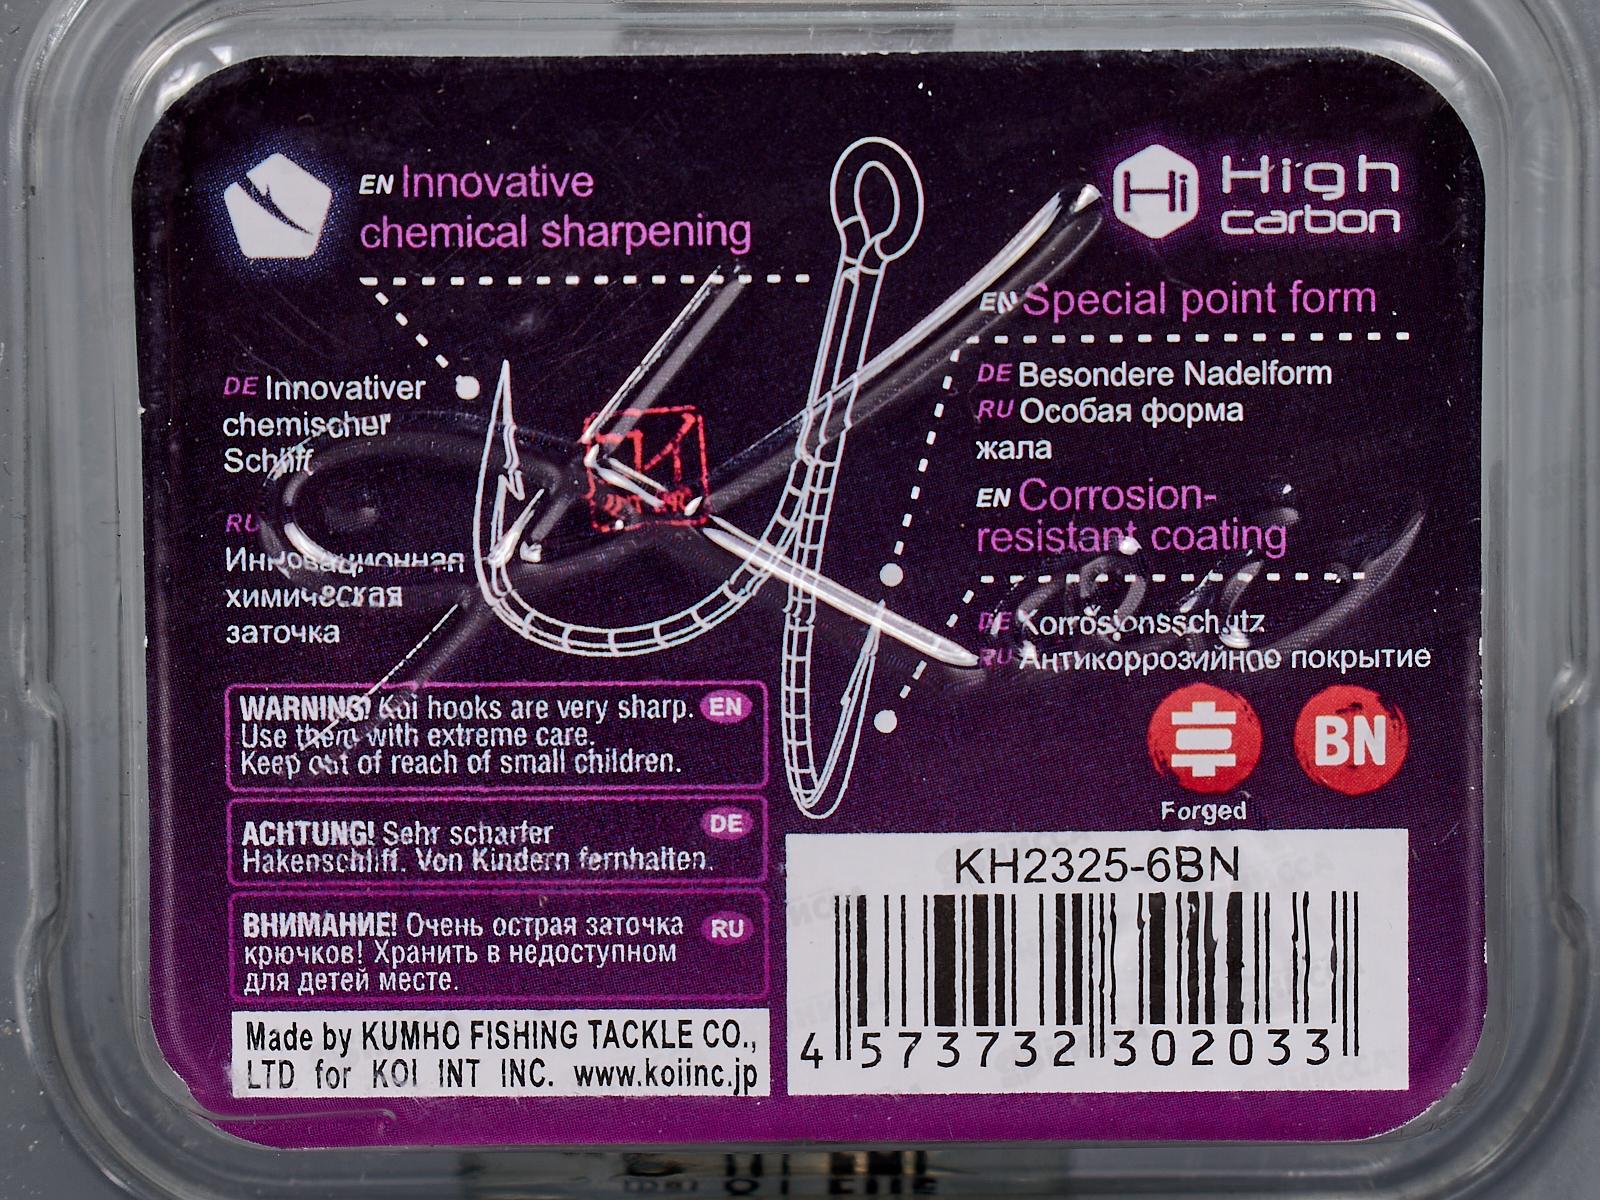 EN Innovative
chemical sharpening
Hi High
carbon
EN Special point form
DE Innovativer
chemischer
Schliff
DE Besondere Nadelform
RU Особая форма
жала
EN Corrosion-
resistant coating
RU
Инновационная
химическая
заточка
DE Korrosionsschutz
RU Антикоррозийное покрытие
WARNING! Koi hooks are very sharp. EN
Use them with extreme care.
Keep out of reach of small children.
ACHTUNG! Sehr scharfer DE
Hakenschliff. Von Kindern fernhalten.
ВНИМАНИЕ! Очень острая заточка RU
крючков! Хранить в недоступном
для детей месте.
BN
Forged
KH2325-6BN
4 573732 302033
Made by KUMHO FISHING TACKLE CO.,
LTD for KOI INT INC. www.koiinc.jp